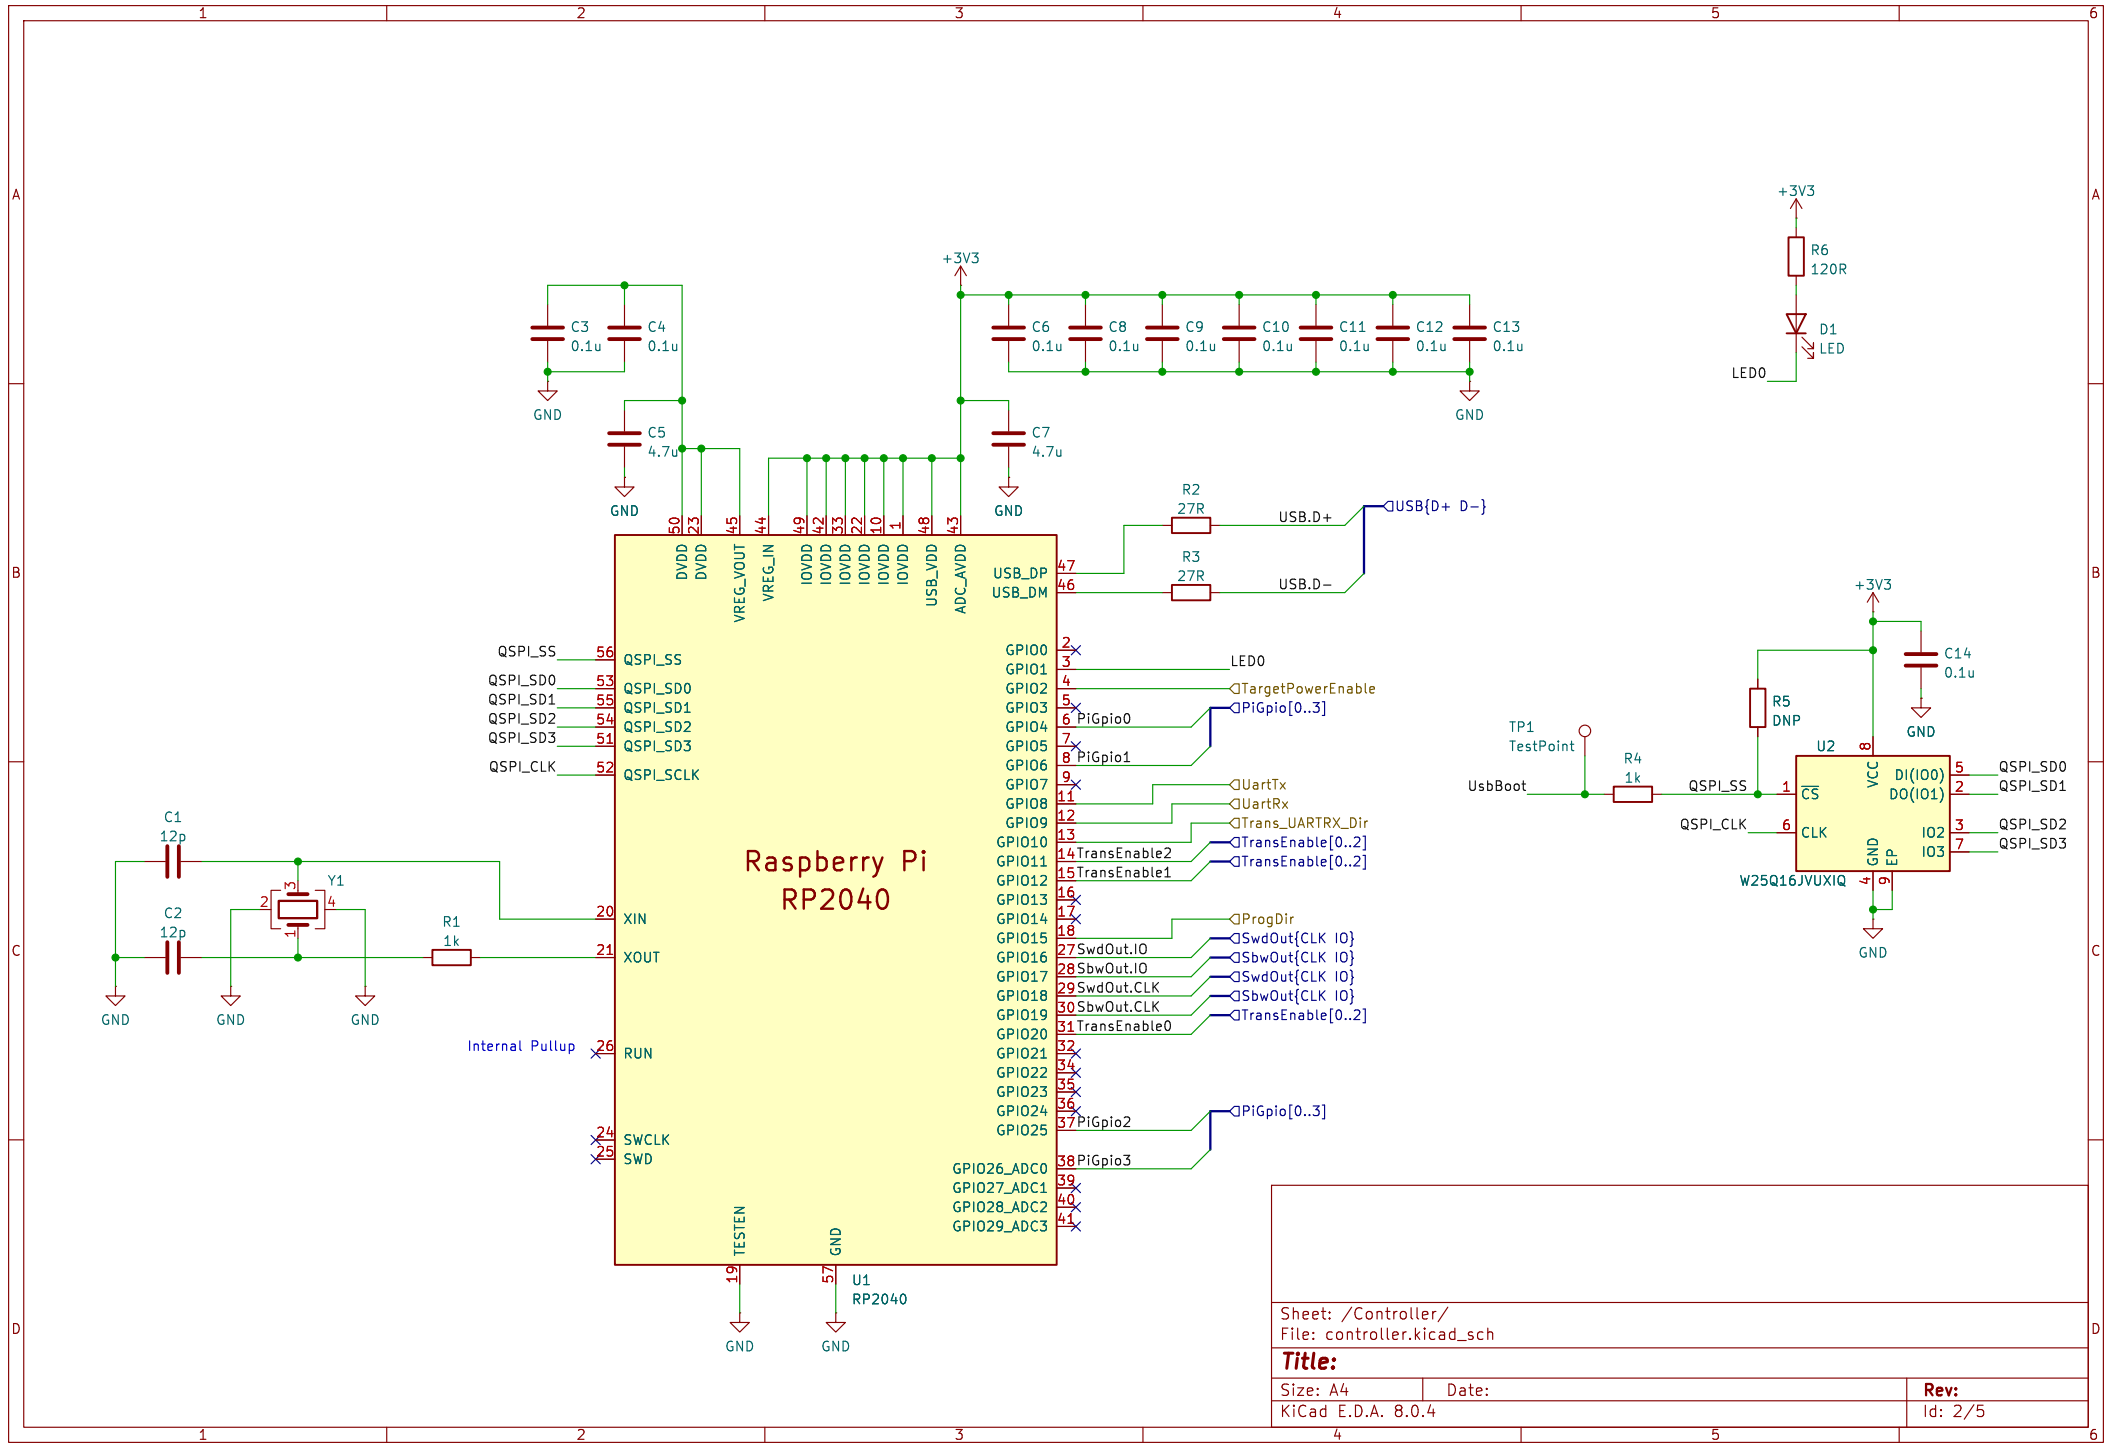 1 2 3 4 5 6
A A
B B
C C
D D
1 2 3 4 5 6
+3V3
R6
120R
D1
LED
LED0
+3V3
C3
0.1u
C4
0.1u
GND
C5
4.7u
GND
C6
0.1u
C8
0.1u
C9
0.1u
C10
0.1u
C11
0.1u
C12
0.1u
C13
0.1u
GND
C7
4.7u
GND
50 23 45 44 49 42 33 22 10 1 48 43
DVDD
DVDD
VREG_VOUT
VREG_IN
IOVDD
IOVDD
IOVDD
IOVDD
IOVDD
IOVDD
USB_VDD
ADC_AVDD
R2
27R
USB.D+
USB{D+ D-}
R3
27R
USB.D-
USB_DP 47
USB_DM 46
QSPI_SS 56 QSPI_SS
QSPI_SD0 53 QSPI_SD0
QSPI_SD1 55 QSPI_SD1
QSPI_SD2 54 QSPI_SD2
QSPI_SD3 51 QSPI_SD3
QSPI_CLK 52 QSPI_SCLK
Raspberry Pi
RP2040
GPIO0 2
GPIO1 3 LED0
GPIO2 4 TargetPowerEnable
GPIO3 5 PiGpio[0..3]
GPIO4 6 PiGpio0
GPIO5 7
GPIO6 8 PiGpio1
GPIO7 9 UartTx
GPIO8 11 UartRx
GPIO9 12 Trans_UARTRX_Dir
GPIO10 13 TransEnable[0..2]
GPIO11 14 TransEnable2 TransEnable[0..2]
GPIO12 15 TransEnable1
GPIO13 16
GPIO14 17 ProgDir
GPIO15 18 SwdOut{CLK IO}
GPIO16 27 SwdOut.IO SbwOut{CLK IO}
GPIO17 28 SbwOut.IO SwdOut{CLK IO}
GPIO18 29 SwdOut.CLK SbwOut{CLK IO}
GPIO19 30 SbwOut.CLK TransEnable[0..2]
GPIO20 31 TransEnable0
GPIO21 32
GPIO22 34
GPIO23 35
GPIO24 36 PiGpio[0..3]
GPIO25 37 PiGpio2
GPIO26_ADC0 38 PiGpio3
GPIO27_ADC1 39
GPIO28_ADC2 40
GPIO29_ADC3 41
C1
12p
C2
12p
Y1
3
2 4
1
R1
1k
20 XIN
21 XOUT
GND GND GND
Internal Pullup 26 RUN
24 SWCLK
25 SWD
TESTEN
GND
19 57
U1
RP2040
GND GND
+3V3
C14
0.1u
GND
R5
DNP
TP1
TestPoint
UsbBoot
R4
1k
U2
8
VCC
QSPI_SS 1 CS
QSPI_CLK 6 CLK
DI(IO0) 5 QSPI_SD0
DO(IO1) 2 QSPI_SD1
IO2 3 QSPI_SD2
IO3 7 QSPI_SD3
GND
EP
W25Q16JVUXIQ
4 9
GND
Sheet: /Controller/
File: controller.kicad_sch
Title:
Size: A4 Date: Rev:
KiCad E.D.A. 8.0.4 Id: 2/5